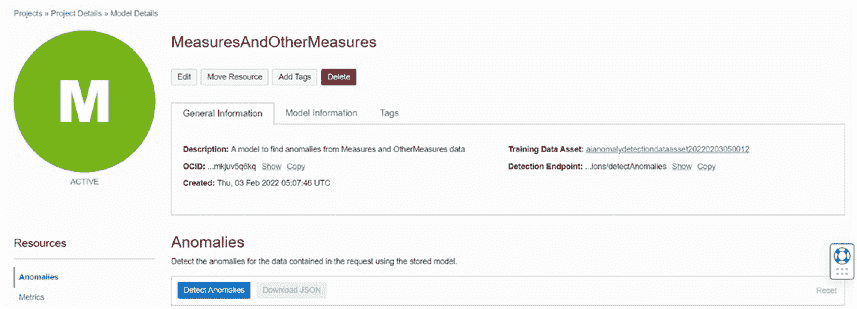 Projects » Project Details » Model Details
M
ACTIVE
MeasuresAndOtherMeasures
Edit Move Resource Add Tags Delete
General Information Model Information Tags
Description: A model to find anomalies from Measures and OtherMeasures data
OCID: ...mkjuv5q6kq Show Copy
Created: Thu, 03 Feb 2022 05:07:46 UTC
Training Data Asset: aianomalydetectiondataasset20220203050012
Detection Endpoint: ...ions/detectAnomalies Show Copy
Resources
Anomalies
Metrics
Anomalies
Detect the anomalies for the data contained in the request using the stored model.
Detect Anomalies Download JSON Reset